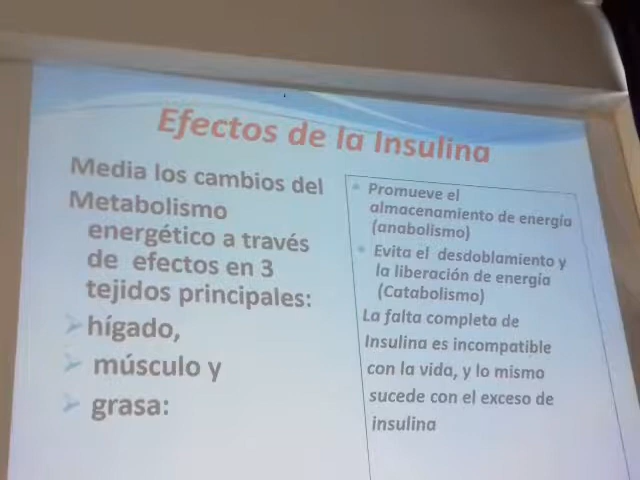 Efectos de la Insulina
Media los cambios del
Metabolismo
energético a través
de efectos en 3
tejidos principales:
hígado,
músculo y
grasa:
Promueve el
almacenamiento de energía
(anabolismo)
Evita el desdoblamiento y
la liberación de energía
(Catabolismo)
La falta completa de
Insulina es incompatible
con la vida, y lo mismo
sucede con el exceso de
insulina